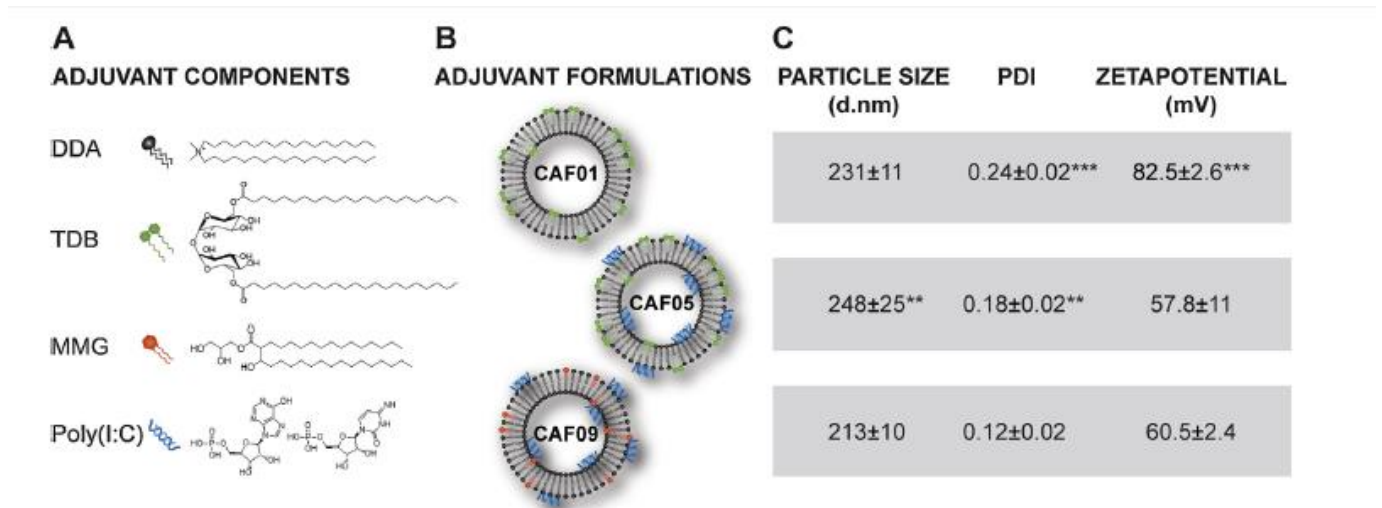 A
ADJUVANT COMPONENTS
DDA
TDB
MMG
Poly(I:C)
B
ADJUVANT FORMULATIONS
CAF01
CAF05
CAF09
C
PARTICLE SIZE (d.nm) PDI ZETAPOTENTIAL (mV)
231±11 0.24±0.02*** 82.5±2.6***
248±25** 0.18±0.02** 57.8±11
213±10 0.12±0.02 60.5±2.4